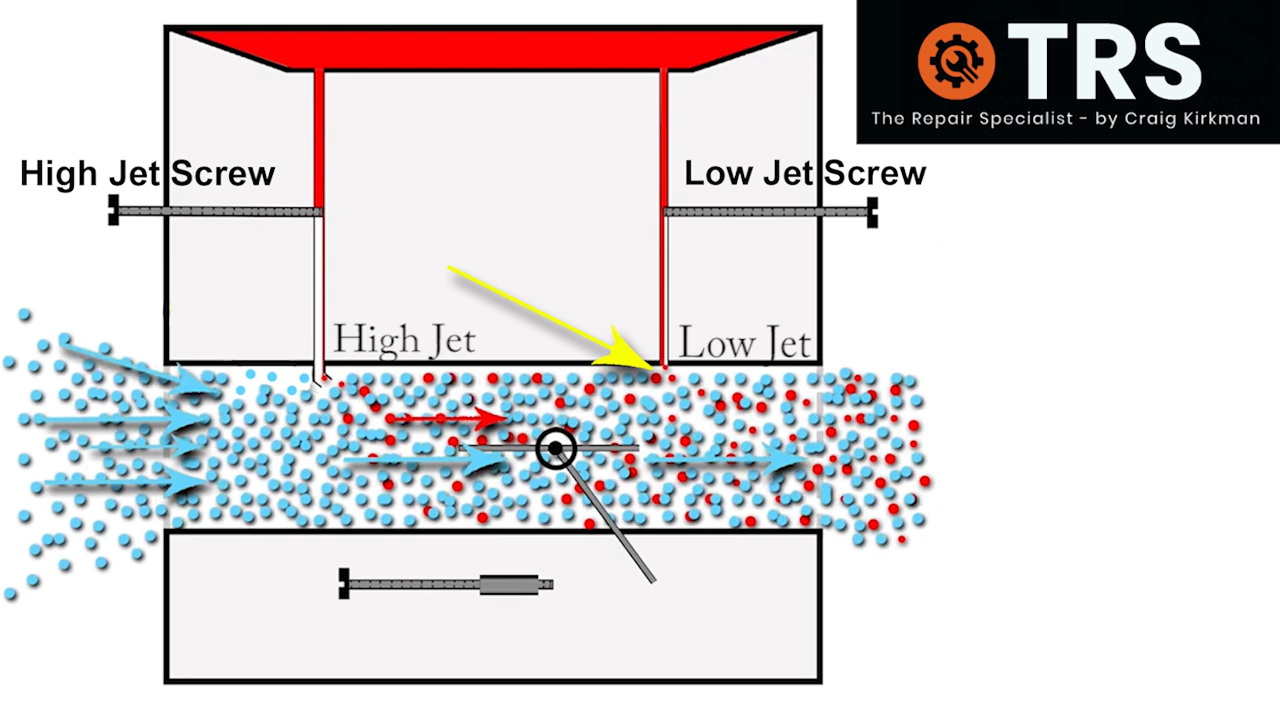 TRS
The Repair Specialist - by Craig Kirkman
High Jet Screw
Low Jet Screw
High Jet
Low Jet